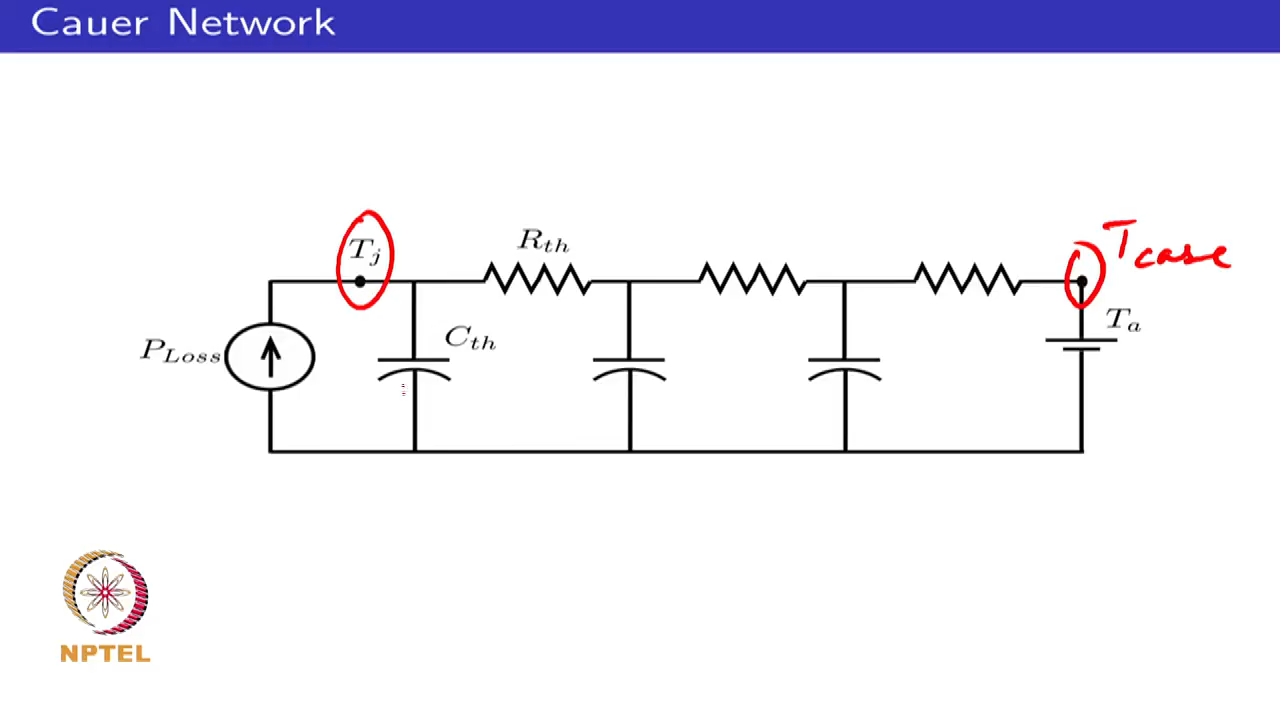 Cauer Network
T_j
R_th
T_case
P_Loss
C_th
T_a
NPTEL